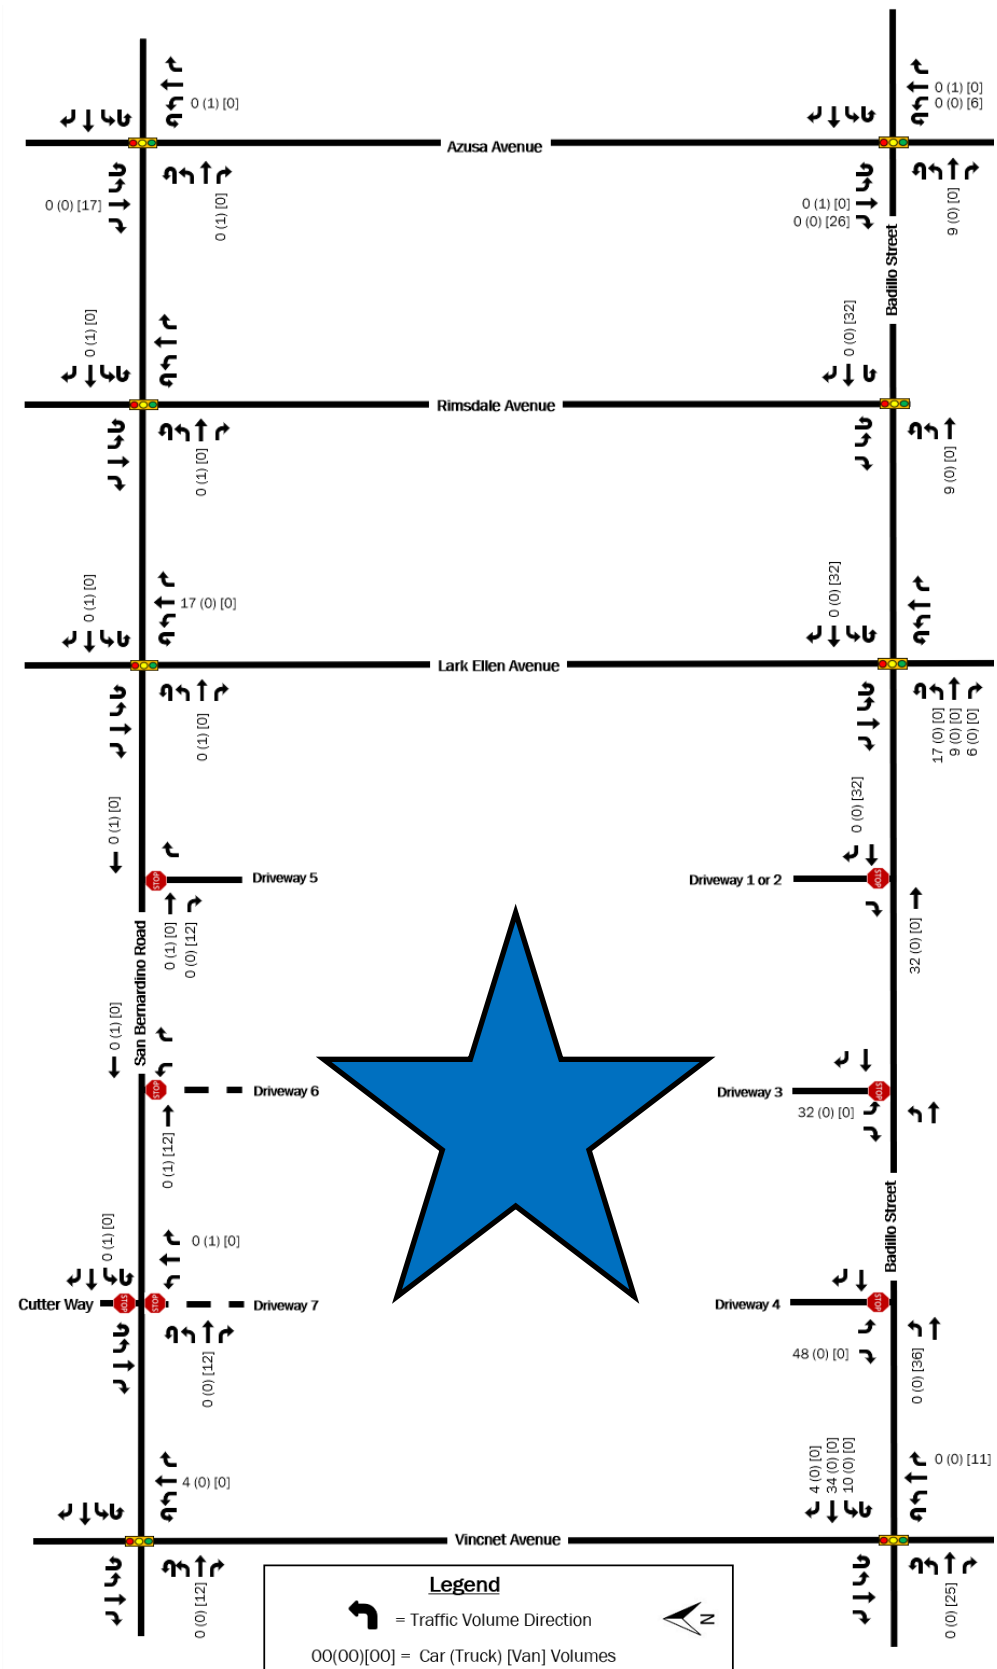 0 (1) [0]
0 (1) [0]
0 (0) [6]
Azusa Avenue
0 (0) [17]
0 (1) [0]
0 (1) [0]
0 (0) [26]
9 (0) [0]
Badillo Street
0 (1) [0]
0 (0) [32]
Rimsdale Avenue
0 (1) [0]
9 (0) [0]
0 (1) [0]
17 (0) [0]
0 (0) [32]
Lark Ellen Avenue
0 (1) [0]
17 (0) [0]
9 (0) [0]
6 (0) [0]
0 (1) [0]
0 (0) [32]
STOP
Driveway 5
Driveway 1 or 2
STOP
0 (1) [0]
0 (0) [12]
32 (0) [0]
San Bernardino Road
0 (1) [0]
STOP
Driveway 6
Driveway 3
STOP
32 (0) [0]
0 (1) [12]
Badillo Street
0 (1) [0]
0 (1) [0]
Cutter Way
STOP
STOP
Driveway 7
Driveway 4
STOP
48 (0) [0]
0 (0) [12]
0 (0) [36]
4 (0) [0]
4 (0) [0]
34 (0) [0]
10 (0) [0]
0 (0) [11]
Vincnet Avenue
0 (0) [12]
0 (0) [25]
Legend
= Traffic Volume Direction
N
00(00)[00] = Car (Truck) [Van] Volumes